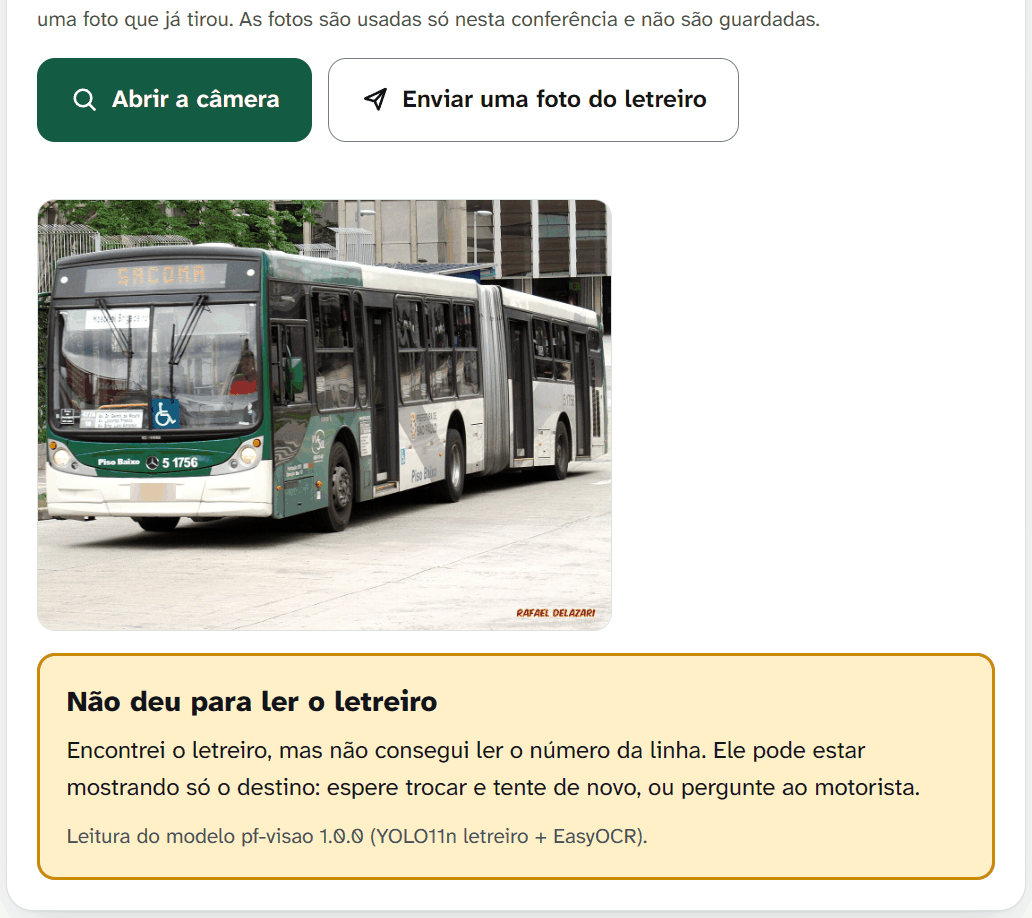 uma foto que já tirou. As fotos são usadas só nesta conferência e não são guardadas.
Abrir a câmera
Enviar uma foto do letreiro
SACOMA
Piso Baixo
5 1756
Piso Baixo
RAFAEL DELAZARI
Não deu para ler o letreiro
Encontrei o letreiro, mas não consegui ler o número da linha. Ele pode estar
mostrando só o destino: espere trocar e tente de novo, ou pergunte ao motorista.
Leitura do modelo pf-visao 1.0.0 (YOLO11n letreiro + EasyOCR).